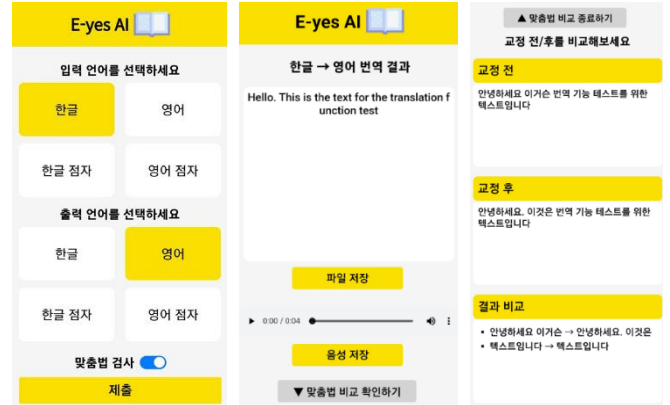 E-yes AI
입력 언어를 선택하세요
한글 영어
한글 점자 영어 점자
출력 언어를 선택하세요
한글 영어
한글 점자 영어 점자
맞춤법 검사
제출
E-yes AI
한글 → 영어 번역 결과
Hello. This is the text for the translation f
unction test
파일 저장
0:00 / 0:04
음성 저장
▼ 맞춤법 비교 확인하기
▲ 맞춤법 비교 종료하기
교정 전/후를 비교해보세요
교정 전
안녕하세요 이거슨 번역 기능 테스트를 위한
텍스트임니다
교정 후
안녕하세요. 이것은 번역 기능 테스트를 위한
텍스트입니다
결과 비교
• 안녕하세요 이거슨 → 안녕하세요. 이것은
• 텍스트임니다 → 텍스트입니다